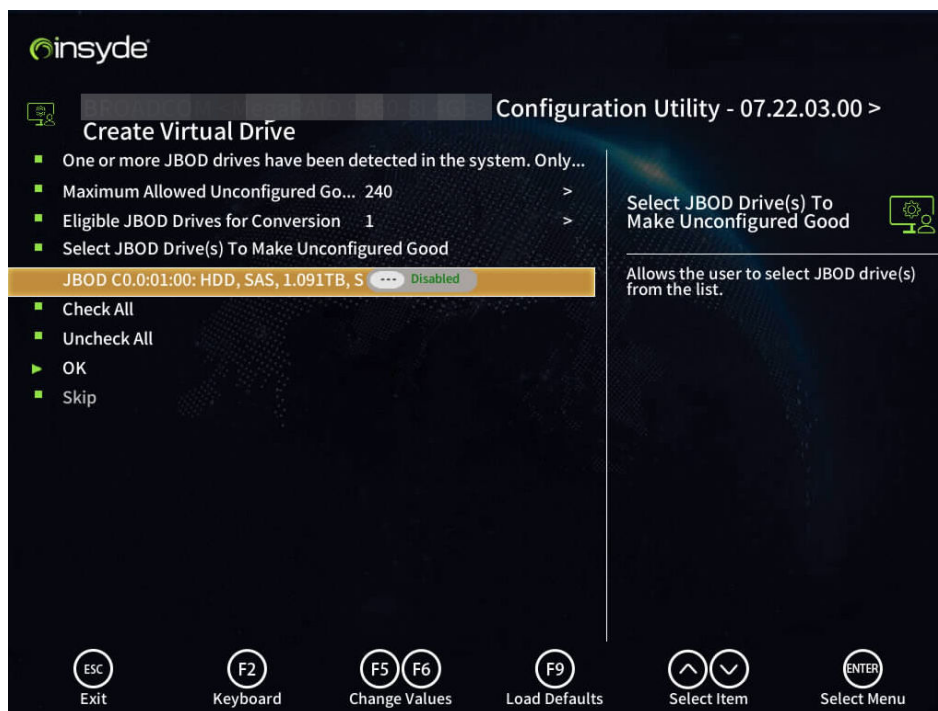 insyde
Configuration Utility - 07.22.03.00 >
Create Virtual Drive
One or more JBOD drives have been detected in the system. Only...
Maximum Allowed Unconfigured Go... 240 >
Eligible JBOD Drives for Conversion 1 >
Select JBOD Drive(s) To Make Unconfigured Good
JBOD C0.0:01:00: HDD, SAS, 1.091TB, S --- Disabled
Check All
Uncheck All
OK
Skip
Select JBOD Drive(s) To
Make Unconfigured Good
Allows the user to select JBOD drive(s)
from the list.
ESC F2 F5 F6 F9 ENTER
Exit Keyboard Change Values Load Defaults Select Item Select Menu